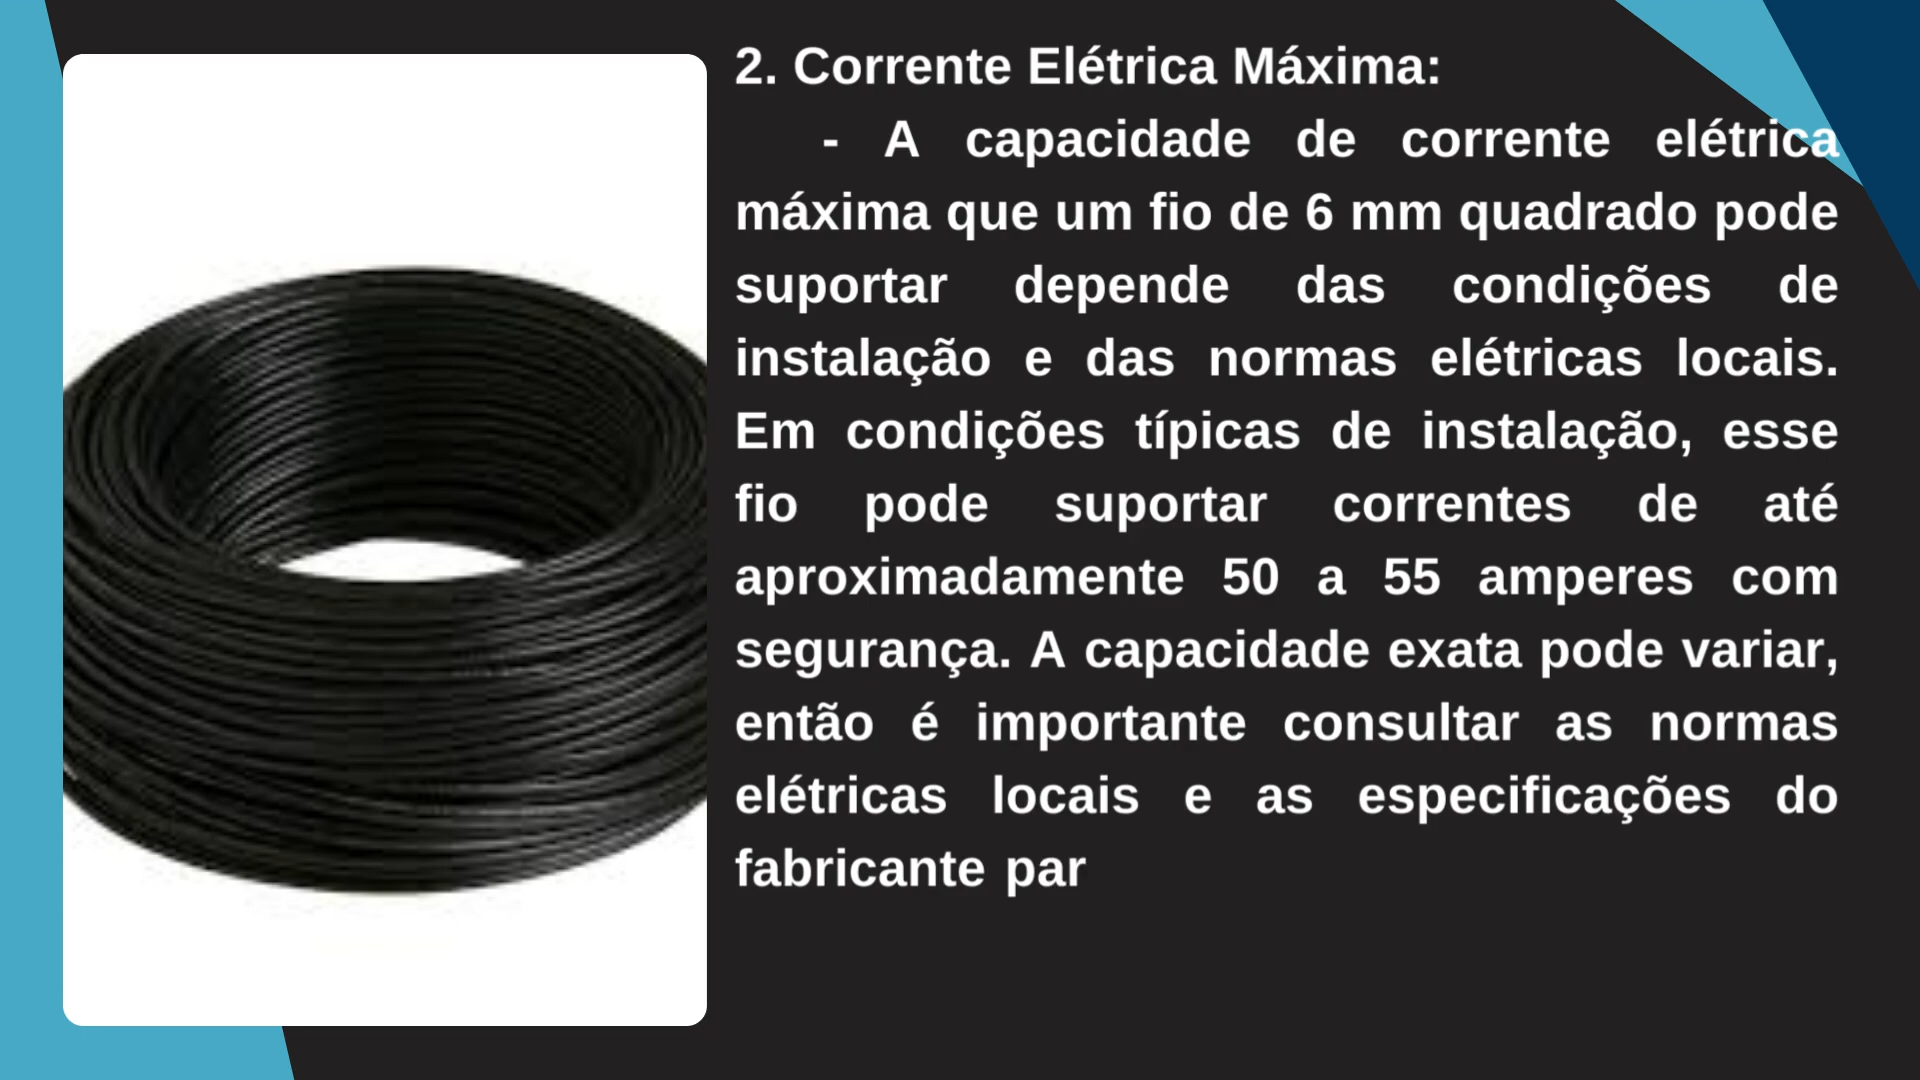 2. Corrente Elétrica Máxima:
- A capacidade de corrente elétrica
máxima que um fio de 6 mm quadrado pode
suportar depende das condições de
instalação e das normas elétricas locais.
Em condições típicas de instalação, esse
fio pode suportar correntes de até
aproximadamente 50 a 55 amperes com
segurança. A capacidade exata pode variar,
então é importante consultar as normas
elétricas locais e as especificações do
fabricante par